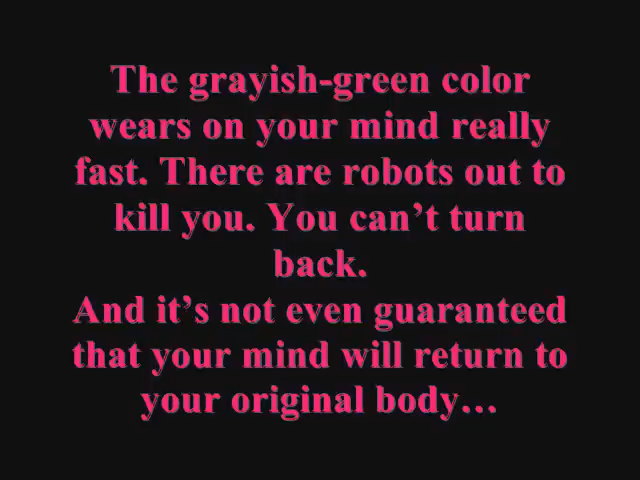 The grayish-green color
wears on your mind really
fast. There are robots out to
kill you. You can’t turn
back.
And it’s not even guaranteed
that your mind will return to
your original body…